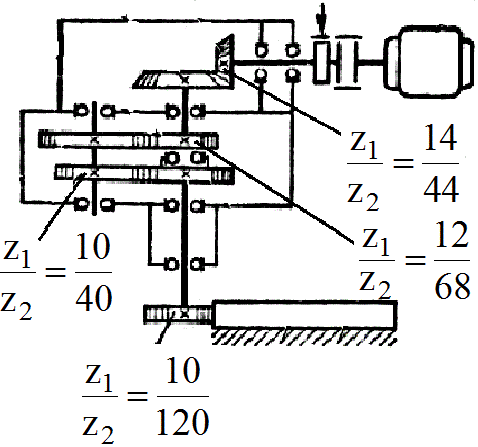 z₁/z₂ = 14/44
z₁/z₂ = 12/68
z₁/z₂ = 10/40
z₁/z₂ = 10/120